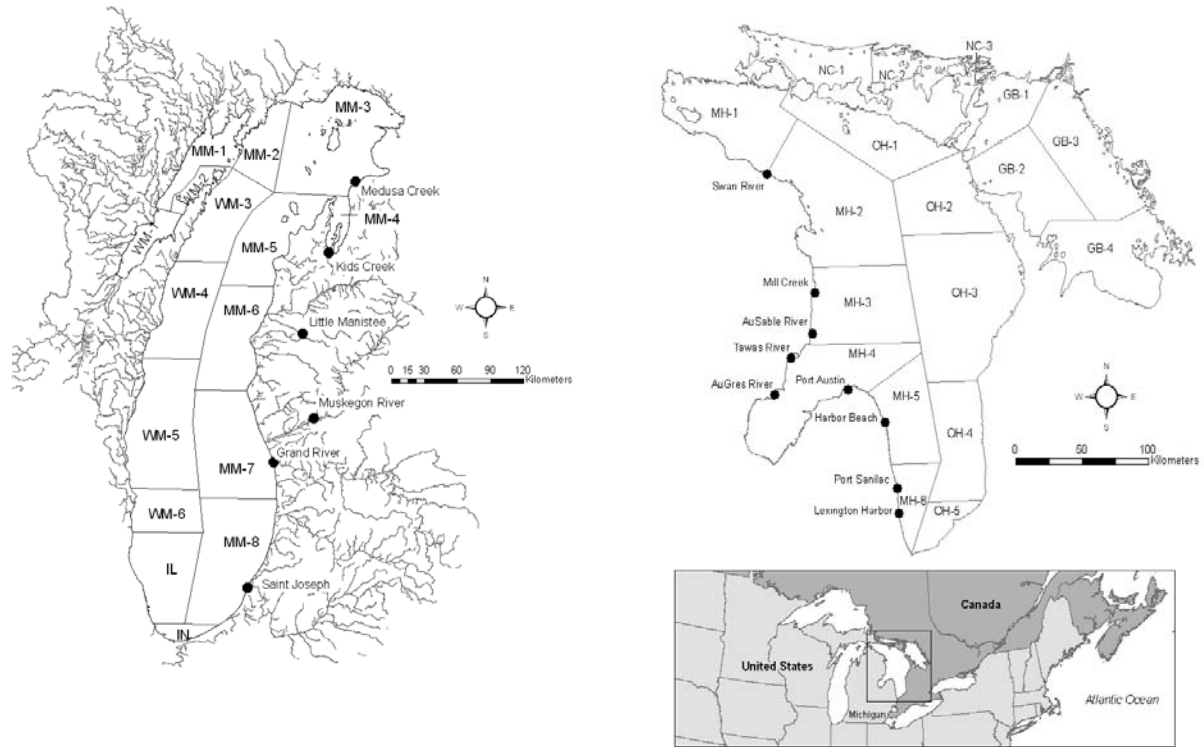 MM-3
MM-1
MM-2
WM-2
WM-3
Medusa Creek
MM-4
WM-1
MM-5
Kids Creek
N
W
E
S
WM-4
MM-6
Little Manistee
0 15 30 60 90 120
Kilometers
Muskegon River
WM-5
Grand River
MM-7
WM-6
MM-8
IL
Saint Joseph
IN
NC-3
NC-1
NC-2
GB-1
MH-1
OH-1
GB-3
Swan River
GB-2
MH-2
OH-2
GB-4
Mill Creek
MH-3
OH-3
AuSable River
Tawas River
MH-4
AuGres River
Port Austin
MH-5
N
W
E
S
Harbor Beach
OH-4
0 50 100
Kilometers
Port Sanilac
MH-6
Lexington Harbor
OH-5
Canada
United States
Michigan
Atlantic Ocean